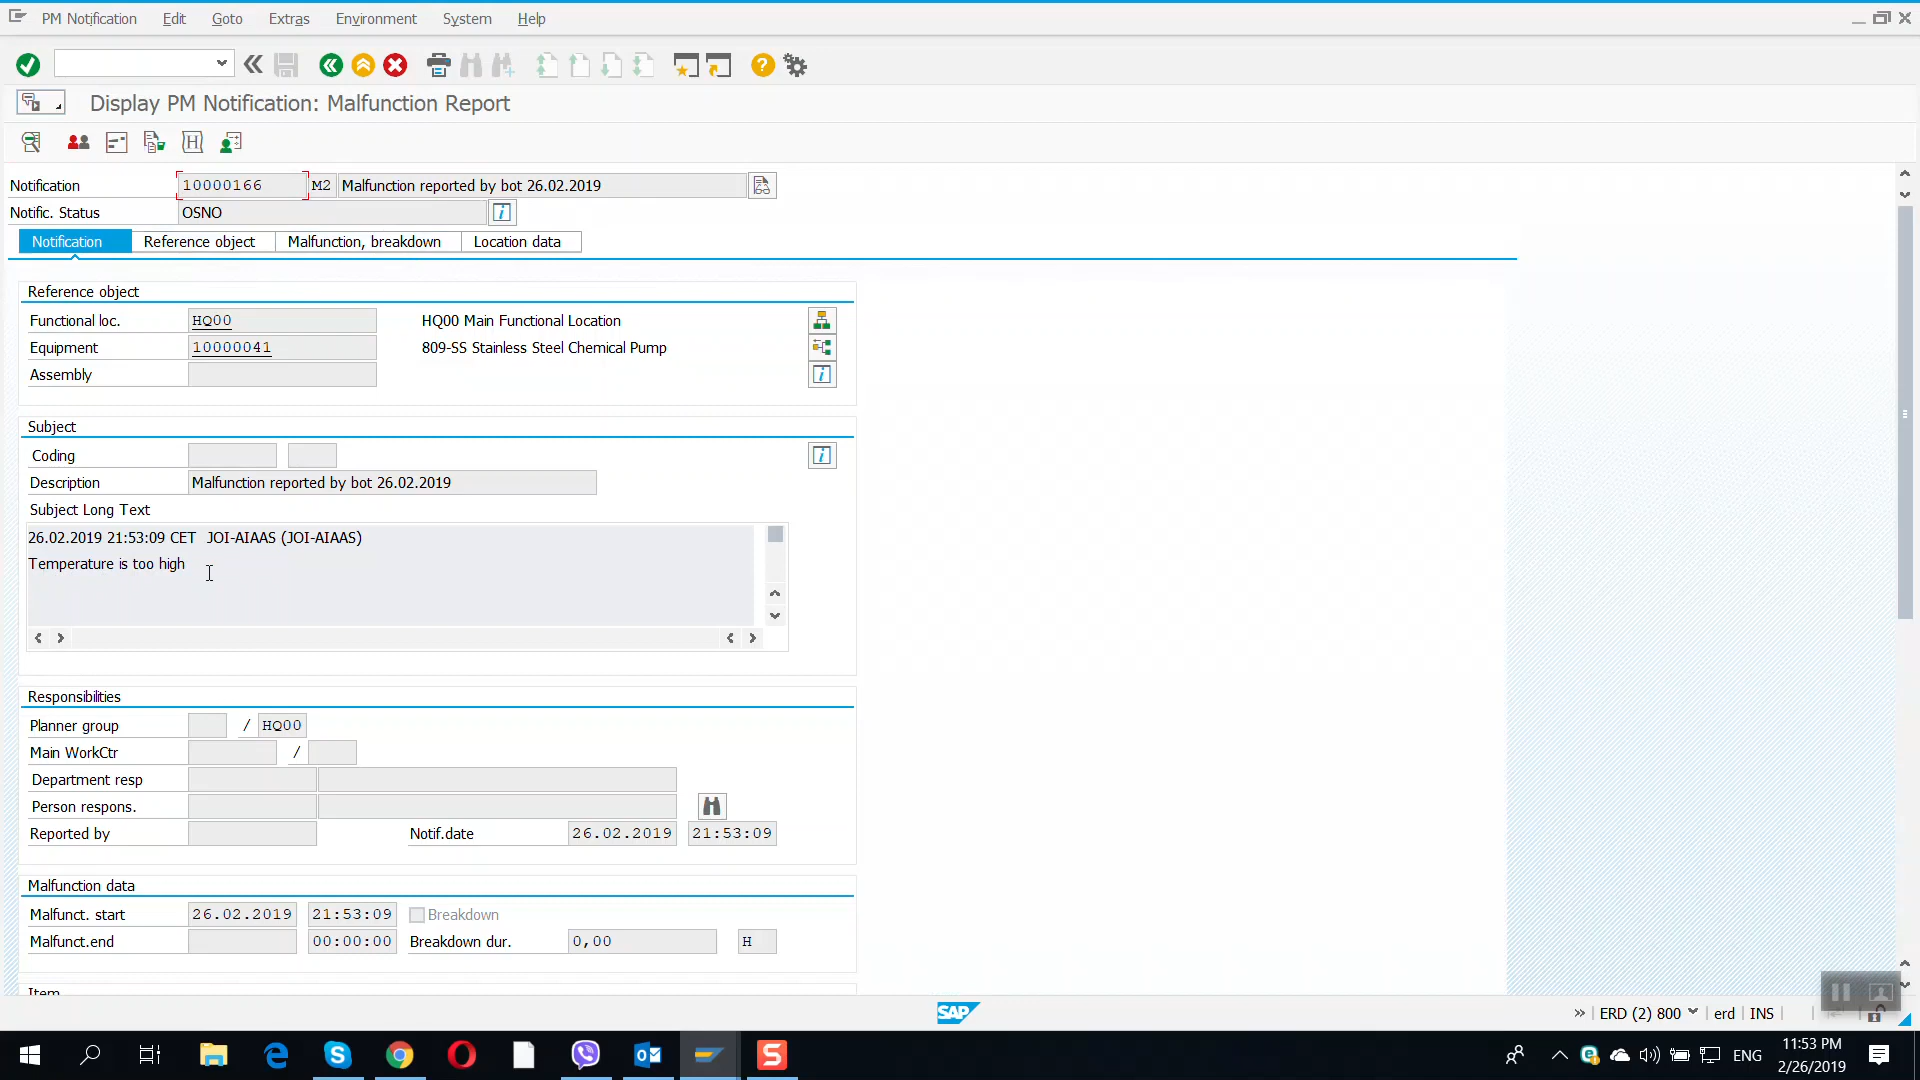 PM Notification Edit Goto Extras Environment System Help
Display PM Notification: Malfunction Report
Notification 10000166 M2 Malfunction reported by bot 26.02.2019
Notific. Status OSNO
Notification Reference object Malfunction, breakdown Location data
Reference object
Functional loc. HQ00 HQ00 Main Functional Location
Equipment 10000041 809-SS Stainless Steel Chemical Pump
Assembly
Subject
Coding
Description Malfunction reported by bot 26.02.2019
Subject Long Text
26.02.2019 21:53:09 CET JOI-AIAAS (JOI-AIAAS)
Temperature is too high
Responsibilities
Planner group / HQ00
Main WorkCtr /
Department resp
Person respons.
Reported by Notif.date 26.02.2019 21:53:09
Malfunction data
Malfunct. start 26.02.2019 21:53:09 Breakdown
Malfunct.end 00:00:00 Breakdown dur. 0,00 H
Item
SAP ERD (2) 800 erd INS
ENG 11:53 PM
2/26/2019